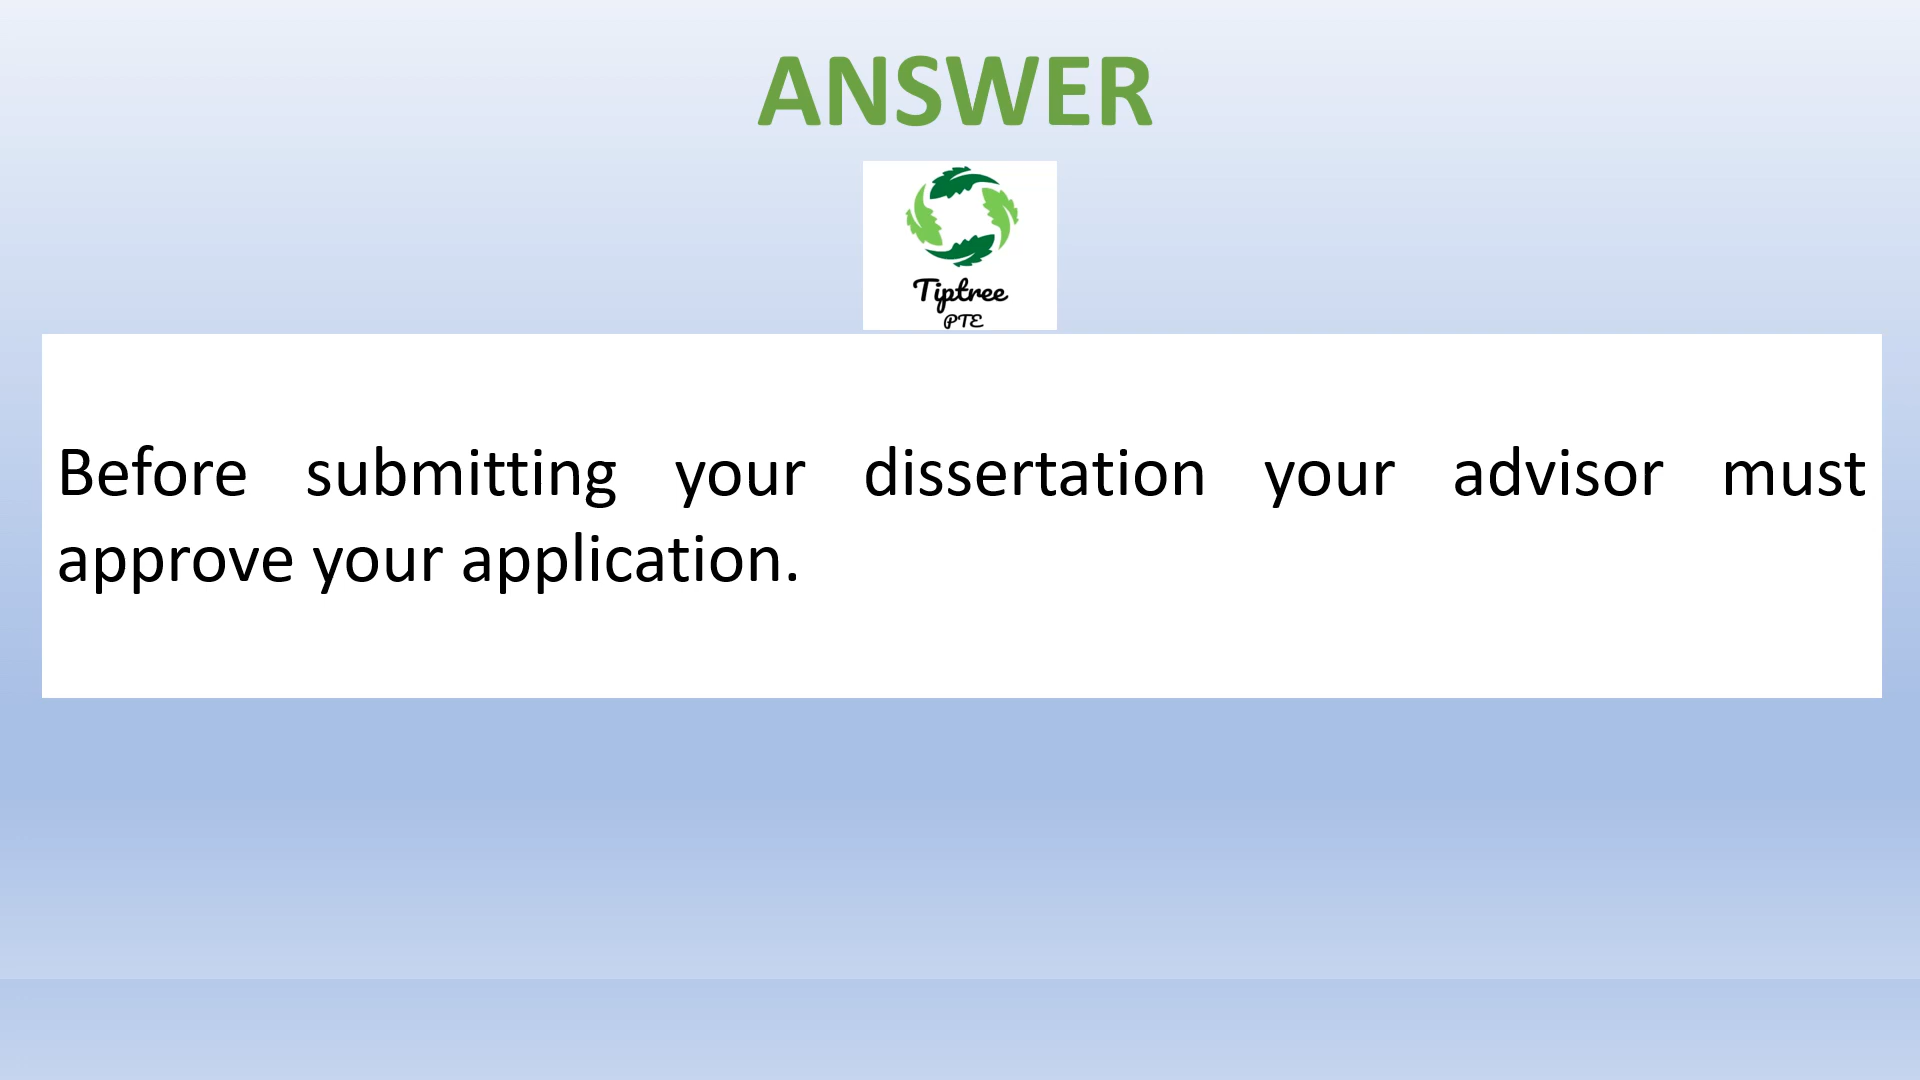 ANSWER
Tiptree
PTE
Before submitting your dissertation your advisor must
approve your application.